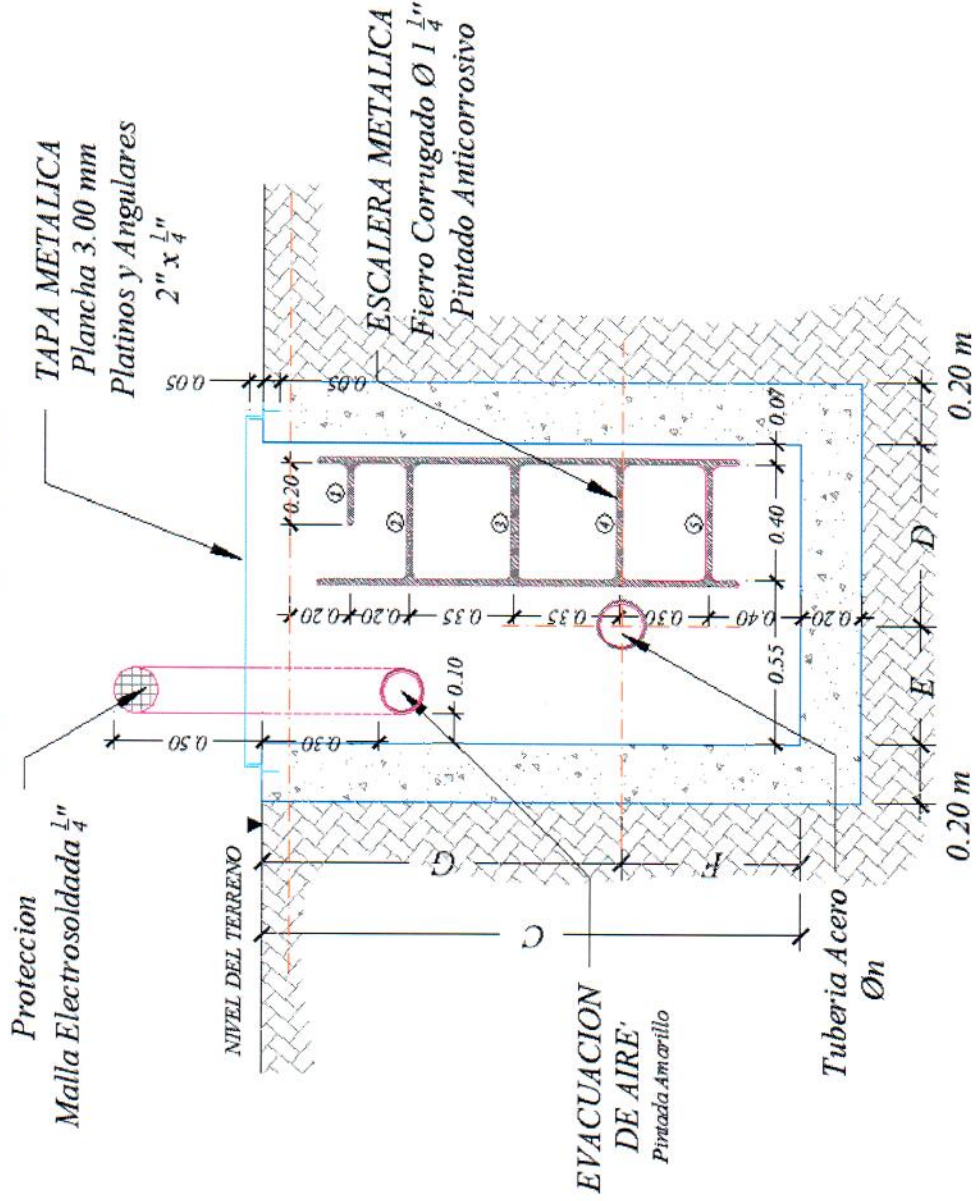 Proteccion
Malla Electrosoldada 1/4"
TAPA METALICA
Plancha 3.00 mm
Platinos y Angulares
2" x 1/4"
ESCALERA METALICA
Fierro Corrugado Ø 1 1/4"
Pintado Anticorrosivo
NIVEL DEL TERRENO
EVACUACION
DE AIRE'
Pintada Amarillo
Tuberia Acero
Øn
0.50
0.30
0.10
0.05
0.05
0.20
0.20
0.20
0.35
0.35
0.30
0.40
0.20
1
2
3
4
5
0.55
0.40
0.07
G
F
C
0.20 m
E
D
0.20 m